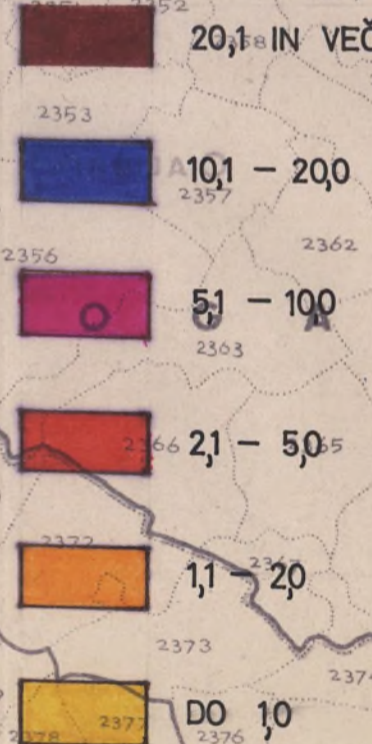 2352
20,1 IN VEČ
2353
10,1 – 20,0
2357
2362
2356
5,1 – 10,0
O O A
2363
2,1 – 5,0
2366
2372
1,1 – 2,0
2373
DO 1,0
2377
2378
2376